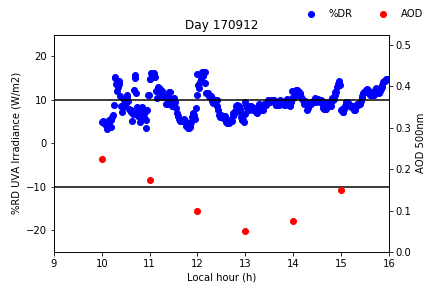 %DR AOD
Day 170912
%RD UVA Irradiance (W/m2)
20
10
0
−10
−20
0.5
0.4
0.3
0.2
0.1
0.0
AOD 500nm
9 10 11 12 13 14 15 16
Local hour (h)